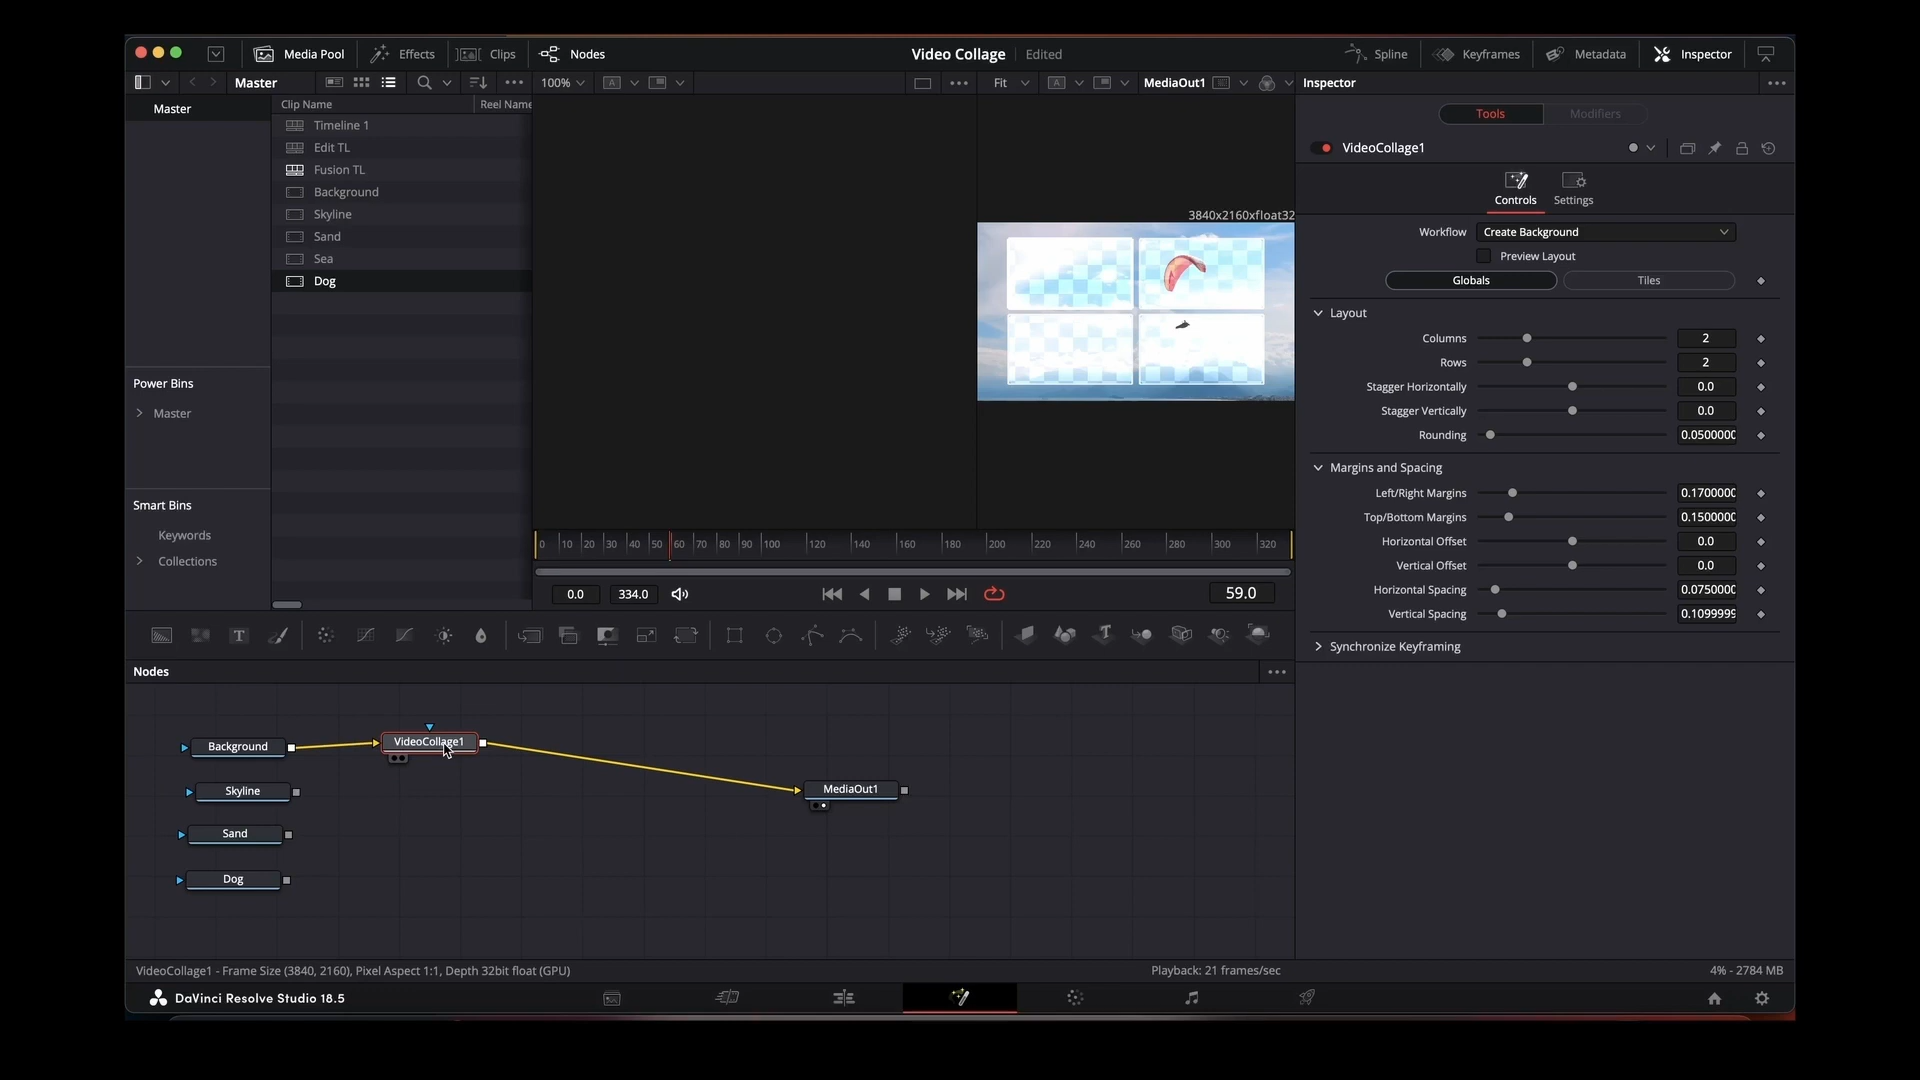 Media Pool
Effects
Clips
Nodes
Video Collage
Edited
Spline
Keyframes
Metadata
Inspector
Master
100%
Fit
MediaOut1
Inspector
Master
Clip Name
Reel Name
Timeline 1
Edit TL
Fusion TL
Background
Skyline
Sand
Sea
Dog
Power Bins
Master
Smart Bins
Keywords
Collections
3840x2160xfloat32
0 10 20 30 40 50 60 70 80 90 100 120 140 160 180 200 220 240 260 280 300 320
0.0
334.0
59.0
Tools
Modifiers
VideoCollage1
Controls
Settings
Workflow
Create Background
Preview Layout
Globals
Tiles
Layout
Columns 2
Rows 2
Stagger Horizontally 0.0
Stagger Vertically 0.0
Rounding 0.0500000
Margins and Spacing
Left/Right Margins 0.1700000
Top/Bottom Margins 0.1500000
Horizontal Offset 0.0
Vertical Offset 0.0
Horizontal Spacing 0.0750000
Vertical Spacing 0.1099999
Synchronize Keyframing
T
T
Nodes
Background
VideoCollage1
Skyline
MediaOut1
Sand
Dog
VideoCollage1 - Frame Size (3840, 2160), Pixel Aspect 1:1, Depth 32bit float (GPU)
Playback: 21 frames/sec
4% - 2784 MB
DaVinci Resolve Studio 18.5